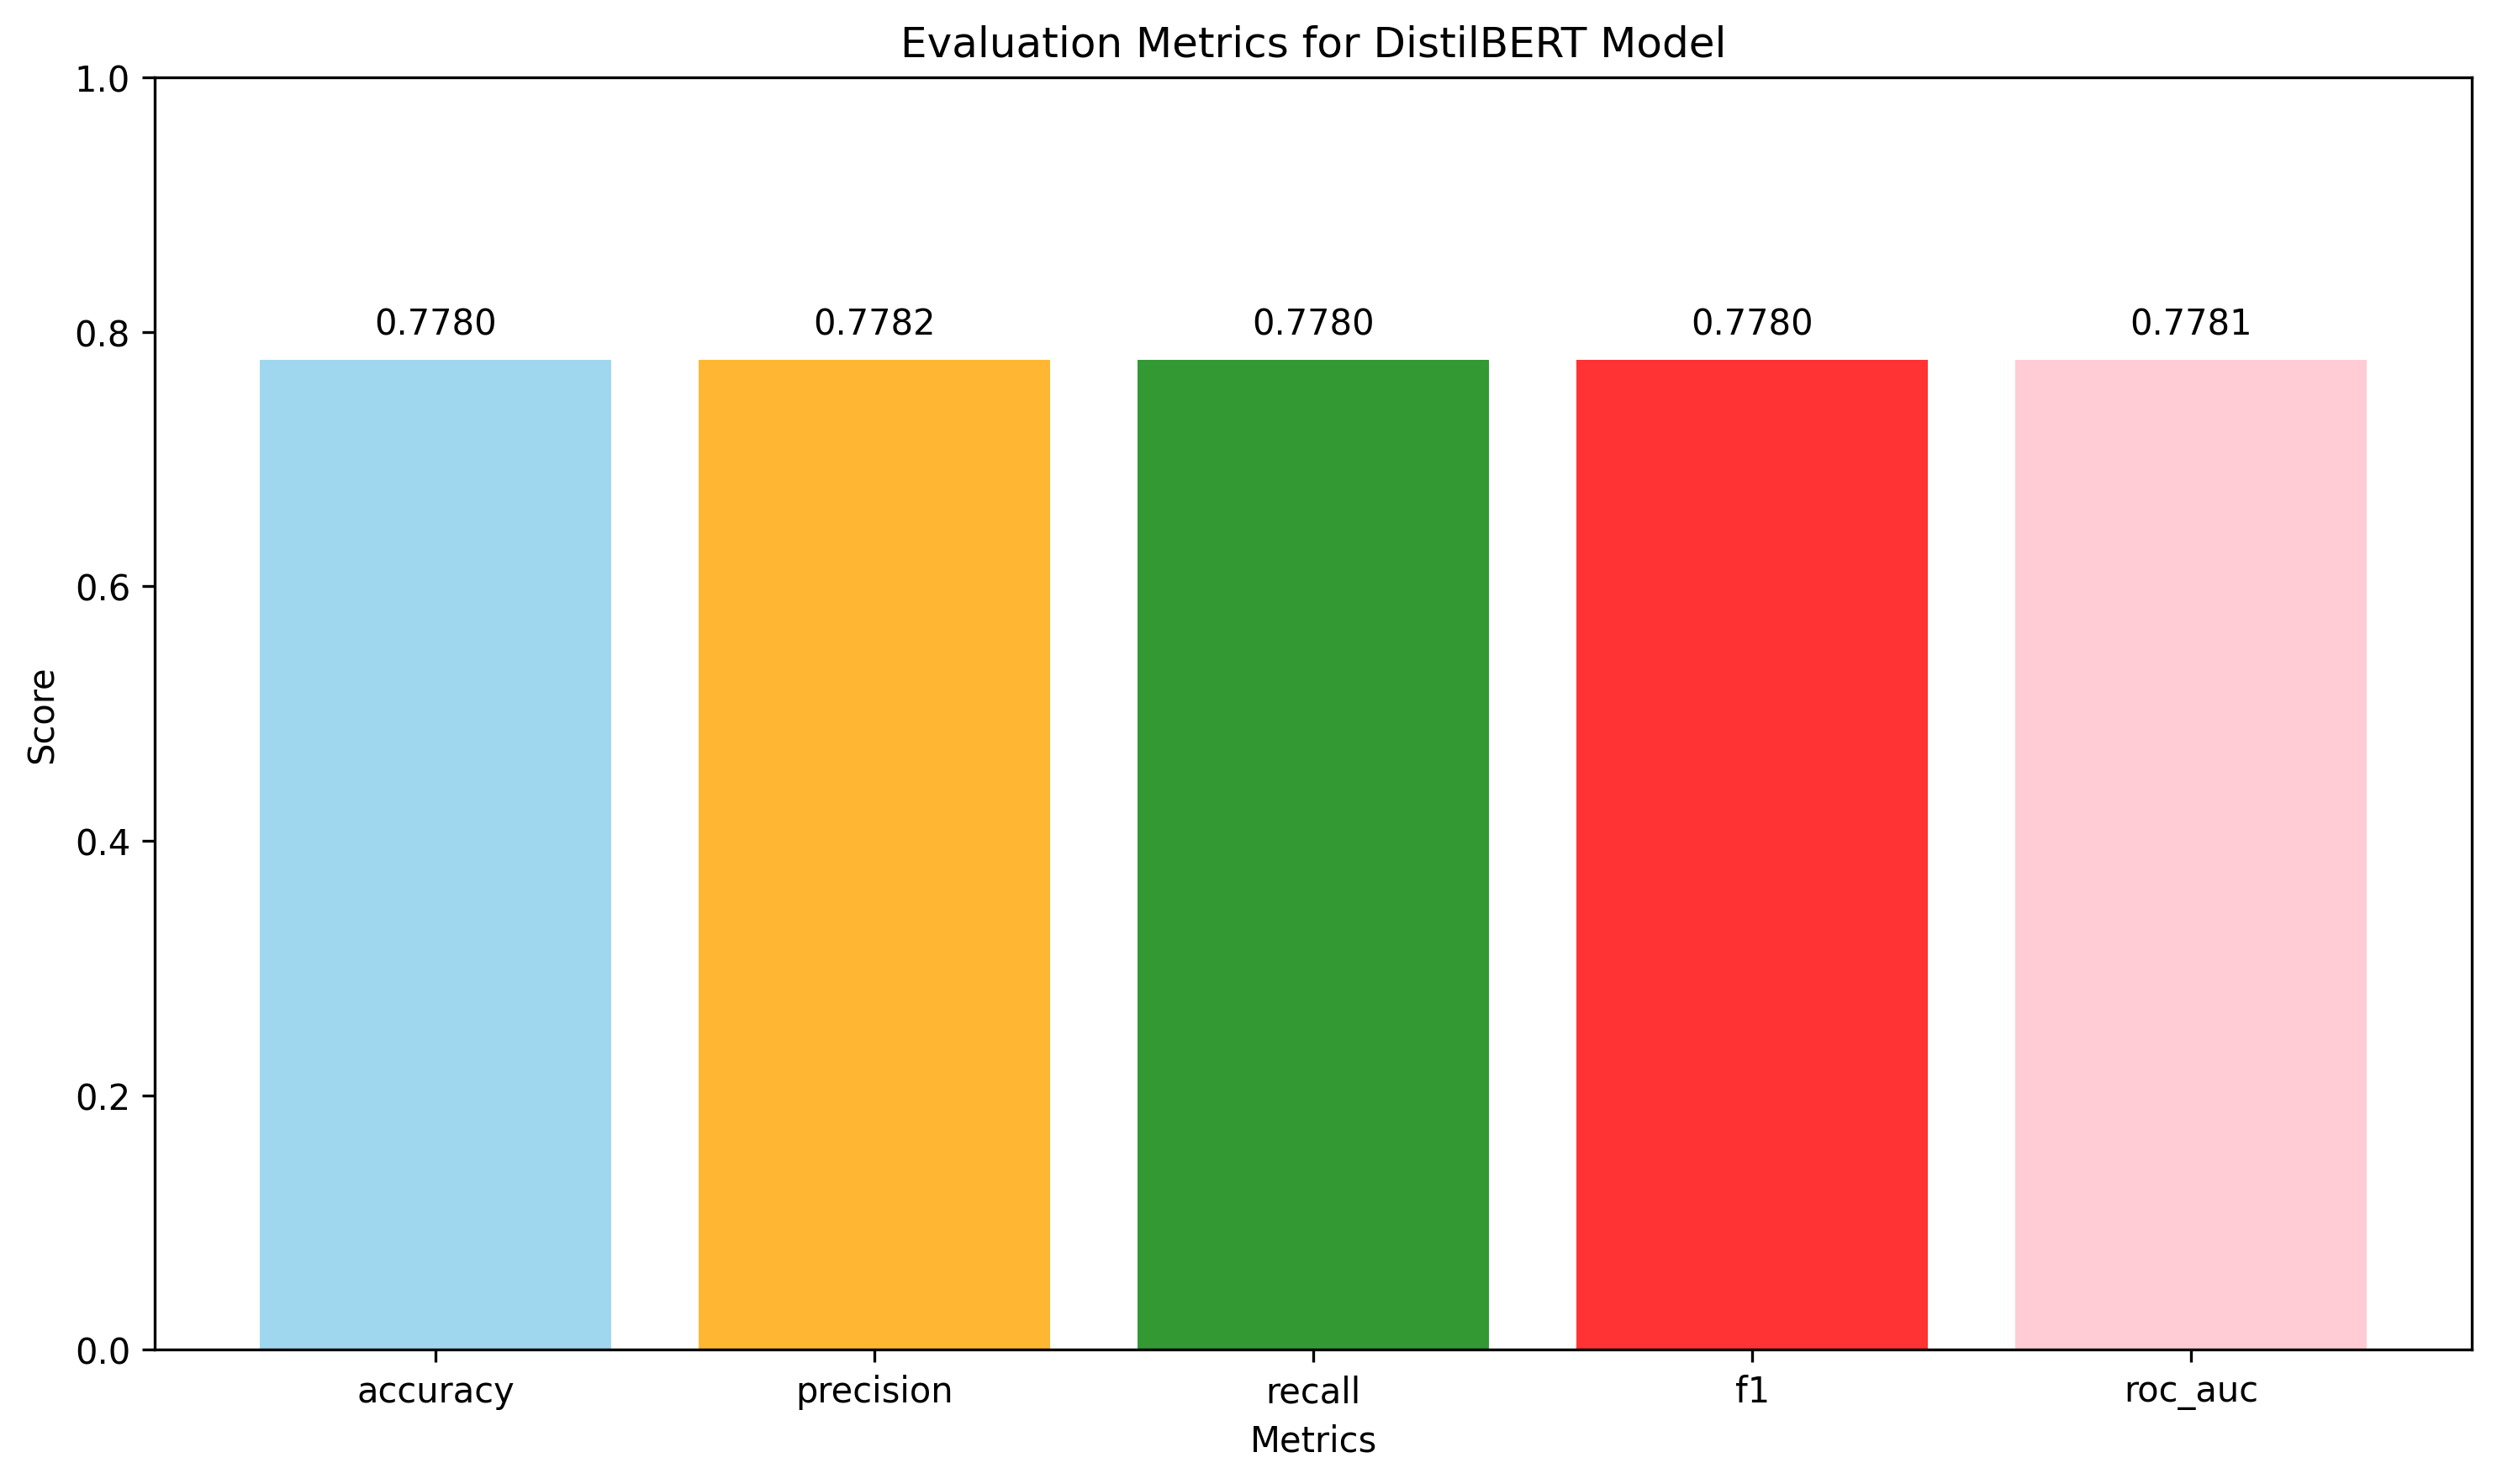 Evaluation Metrics for DistilBERT Model
1.0
0.8
0.6
0.4
0.2
0.0
Score
0.7780
0.7782
0.7780
0.7780
0.7781
accuracy
precision
recall
f1
roc_auc
Metrics